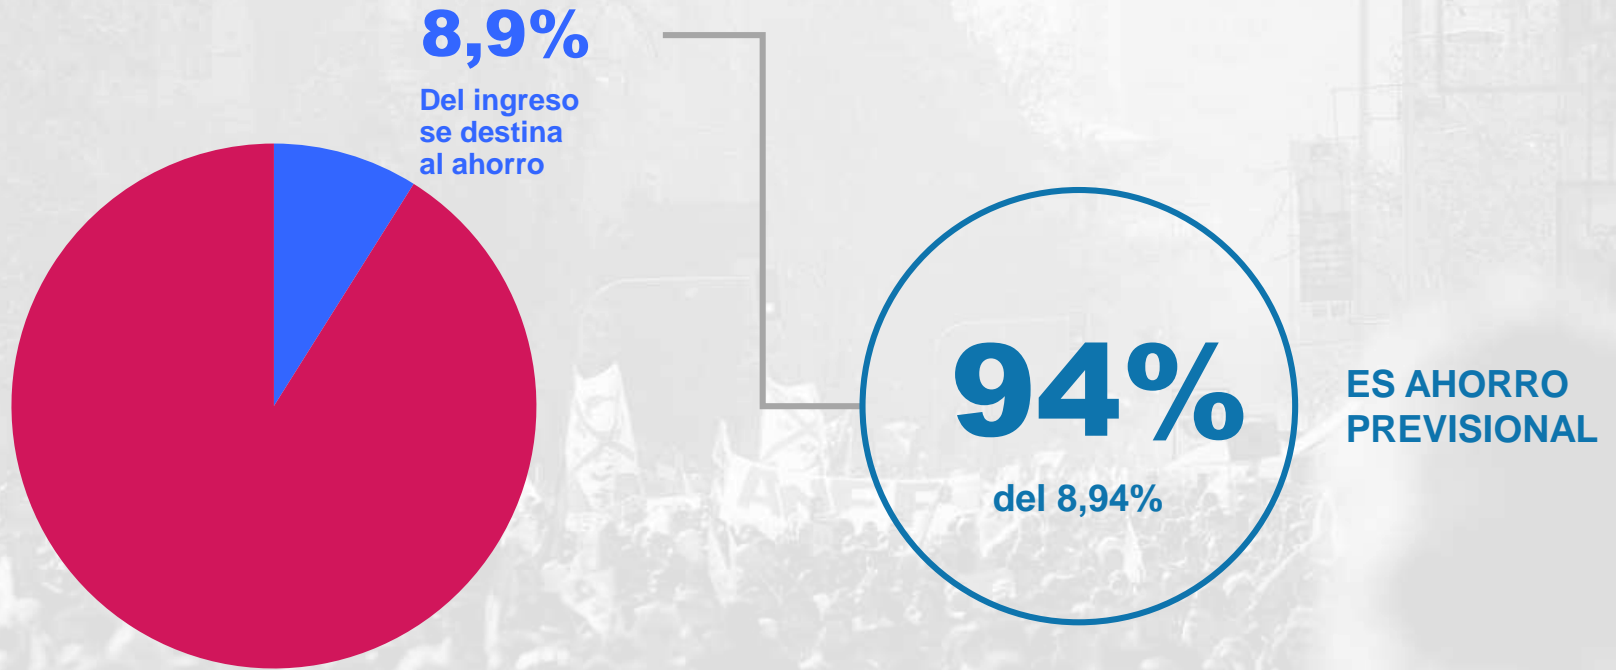 8,9%
Del ingreso
se destina
al ahorro
94%
del 8,94%
ES AHORRO
PREVISIONAL